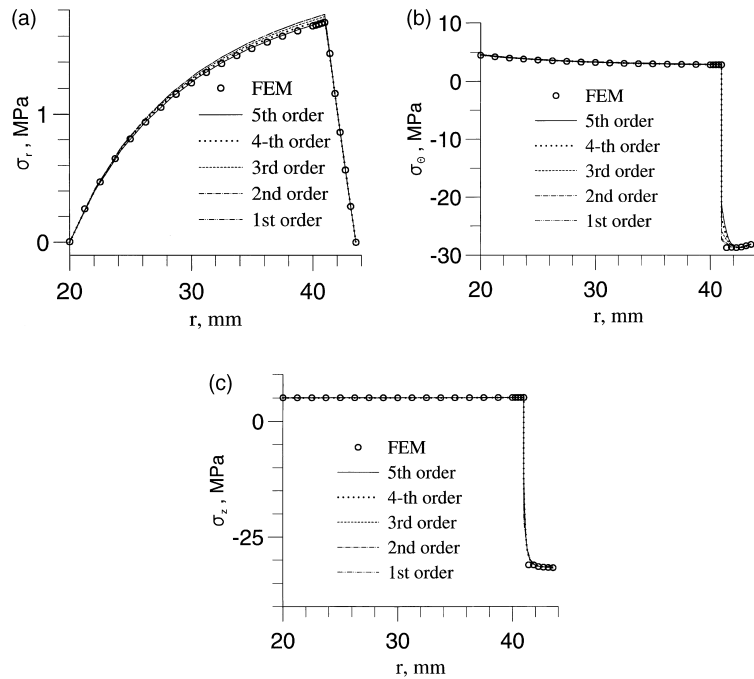 (a)
1
0
σr , MPa
FEM
5th order
4-th order
3rd order
2nd order
1st order
20
30
40
r, mm
(b)
10
0
-10
-20
-30
σΘ , MPa
FEM
5th order
4-th order
3rd order
2nd order
1st order
20
30
40
r, mm
(c)
0
-25
σz , MPa
FEM
5th order
4-th order
3rd order
2nd order
1st order
20
30
40
r, mm